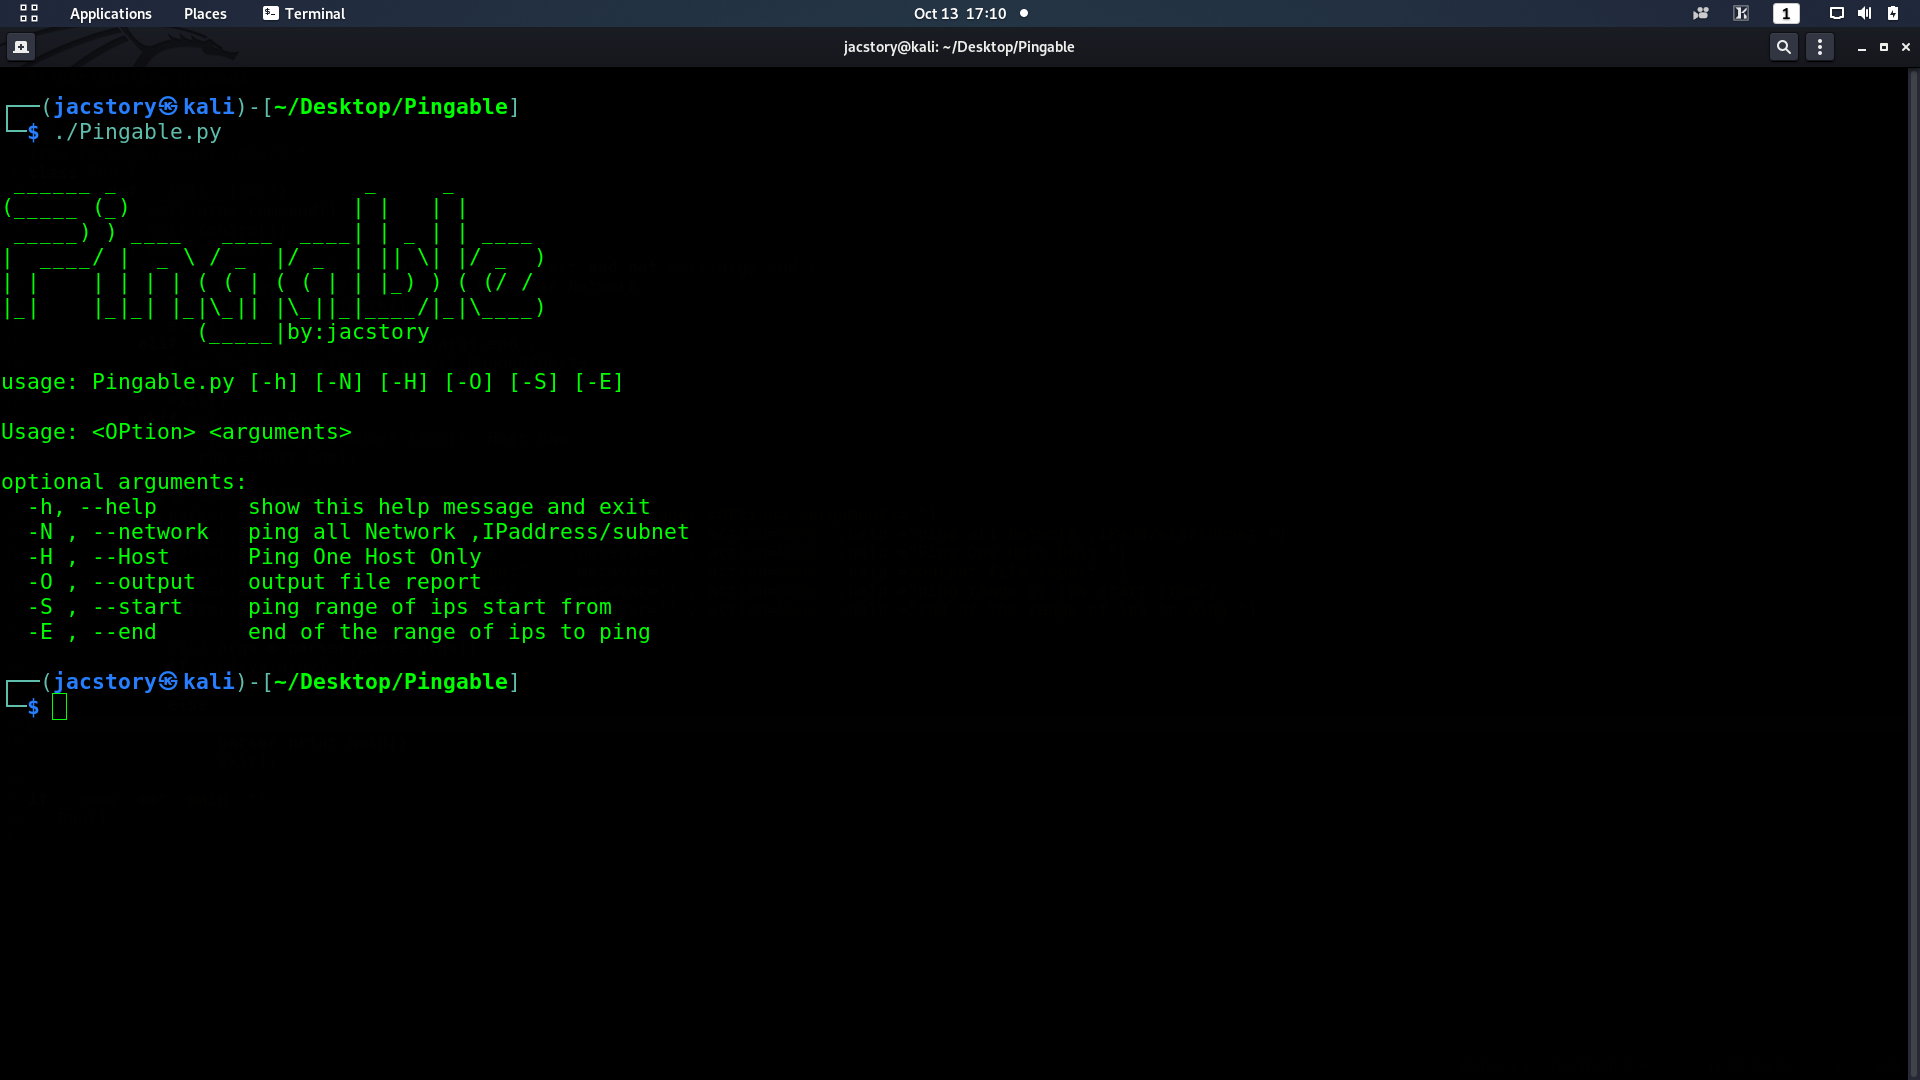 Applications Places Terminal Oct 13 17:10 1
jacstory@kali: ~/Desktop/Pingable
┌──(jacstory㉿kali)-[~/Desktop/Pingable]
└─$ ./Pingable.py
 ______ _                   _     _
(_____ (_)                 | |   | |
 _____) ) ____   ____  ____| | _ | | ____
|  ____/ |  _ \ / _  |/ _  | || \| |/ _  )
| |    | | | | ( ( | ( ( | | |_) ) ( (/ /
|_|    |_|_| |_|\_|| |\_||_|____/|_|\____)
               (_____|by:jacstory
usage: Pingable.py [-h] [-N] [-H] [-O] [-S] [-E]
Usage: <OPtion> <arguments>
optional arguments:
  -h, --help       show this help message and exit
  -N , --network   ping all Network ,IPaddress/subnet
  -H , --Host      Ping One Host Only
  -O , --output    output file report
  -S , --start     ping range of ips start from
  -E , --end       end of the range of ips to ping
┌──(jacstory㉿kali)-[~/Desktop/Pingable]
└─$